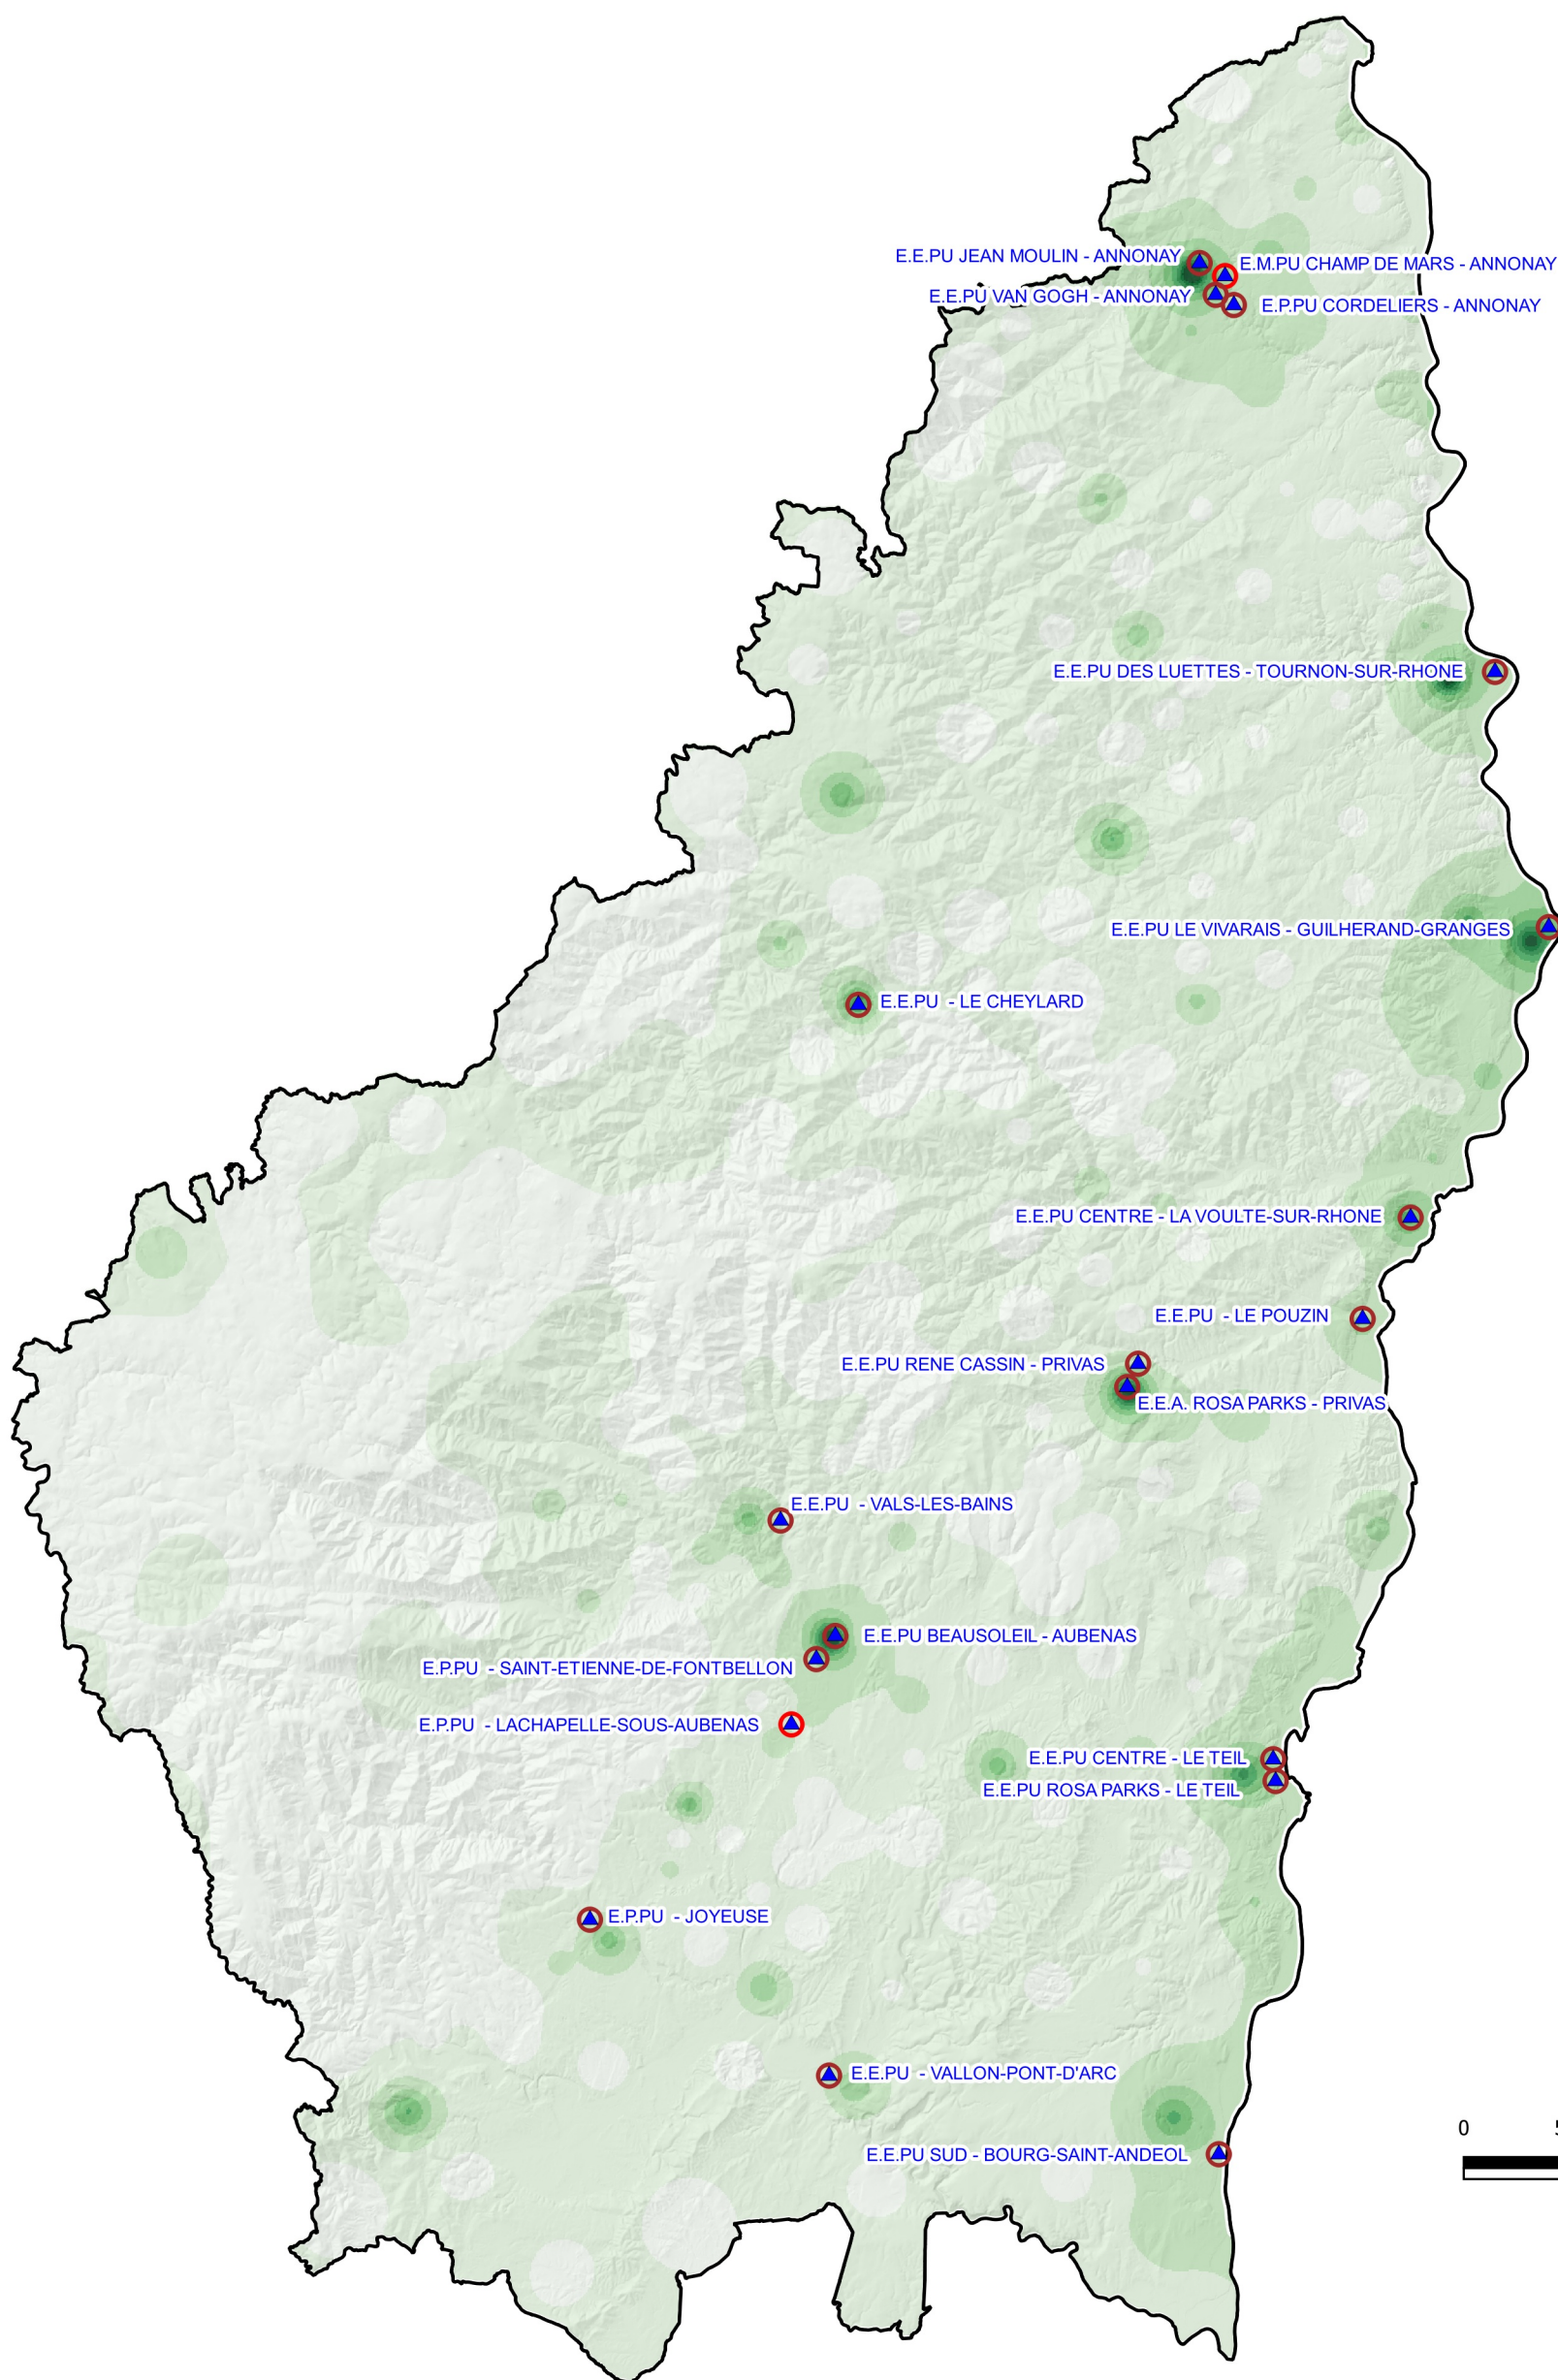 E.E.PU JEAN MOULIN - ANNONAY
E.M.PU CHAMP DE MARS - ANNONAY
E.E.PU VAN GOGH - ANNONAY
E.P.PU CORDELIERS - ANNONAY
E.E.PU DES LUETTES - TOURNON-SUR-RHONE
E.E.PU LE VIVARAIS - GUILHERAND-GRANGES
E.E.PU - LE CHEYLARD
E.E.PU CENTRE - LA VOULTE-SUR-RHONE
E.E.PU - LE POUZIN
E.E.PU RENE CASSIN - PRIVAS
E.E.A. ROSA PARKS - PRIVAS
E.E.PU - VALS-LES-BAINS
E.E.PU BEAUSOLEIL - AUBENAS
E.P.PU - SAINT-ETIENNE-DE-FONTBELLON
E.P.PU - LACHAPELLE-SOUS-AUBENAS
E.E.PU CENTRE - LE TEIL
E.E.PU ROSA PARKS - LE TEIL
E.P.PU - JOYEUSE
E.E.PU - VALLON-PONT-D'ARC
0
E.E.PU SUD - BOURG-SAINT-ANDEOL